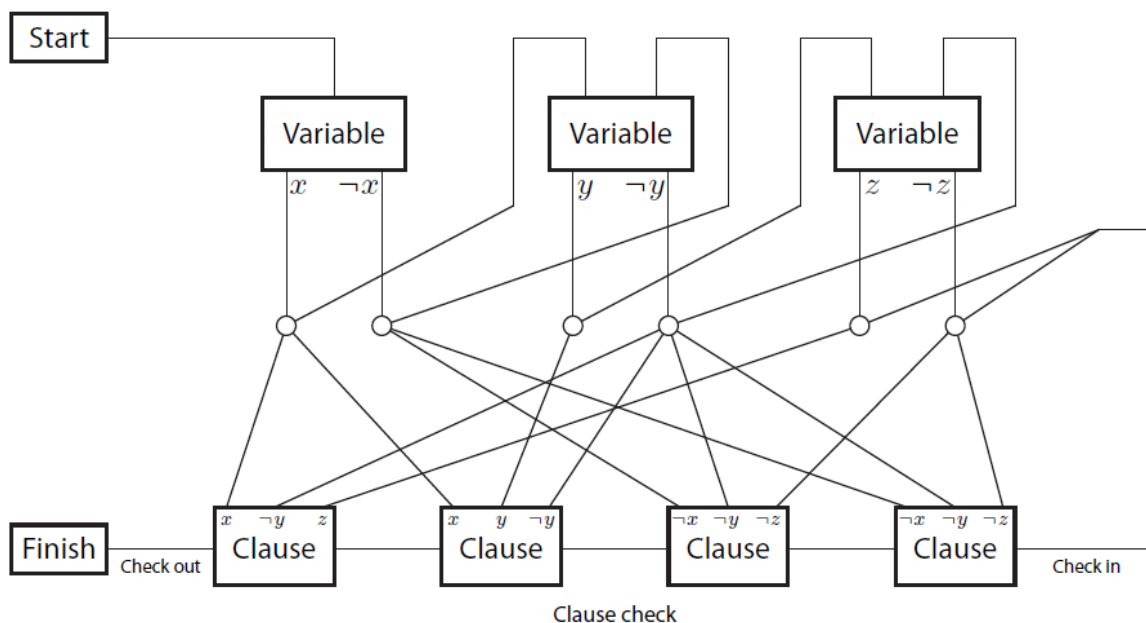 Start
Variable Variable Variable
x ¬x y ¬y z ¬z
x ¬y z x y ¬y ¬x ¬y ¬z ¬x ¬y ¬z
Finish Clause Clause Clause Clause
Check out Check in
Clause check